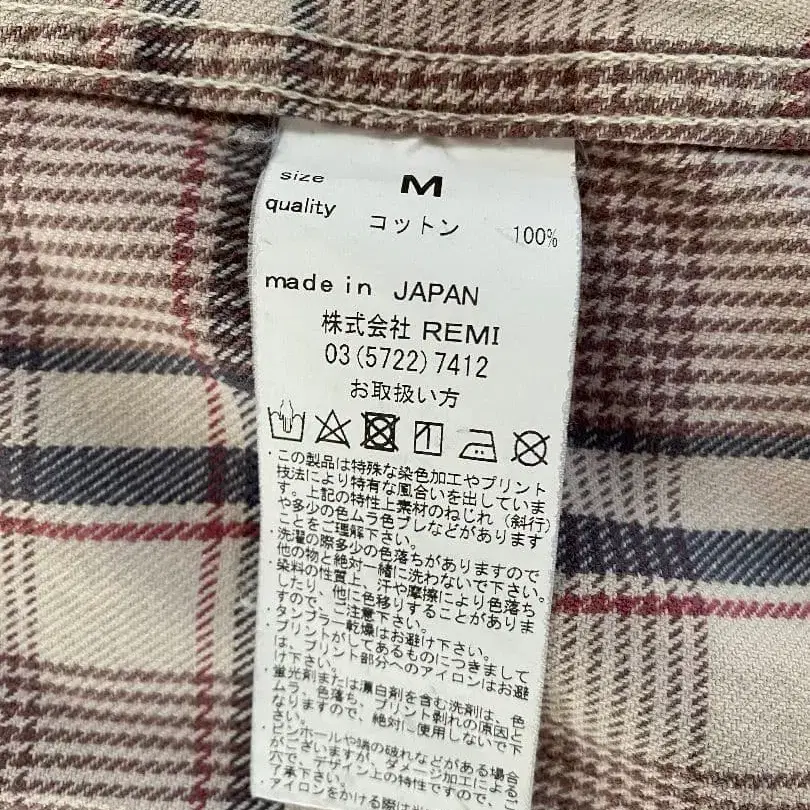 size M
quality コットン 100%
made in JAPAN
株式会社 REMI
03(5722)7412
お取扱い方
・この製品は特殊な染色加工やプリント
技法により特有な風合いを出していま
す。上記の特性上素材のねじれ（斜行）
や多少の色ムラ色ブレなどがあります
ことをご理解下さい。
・洗濯の際多少の色落ちがありますので
他の物と絶対一緒に洗わないで下さい。
・染料の性質上、汗や摩擦により色落ち
したり、他に色移りすることがありま
すので、ご注意下さい。
・タンブラー乾燥はお避け下さい。
・プリントがしてあるものにつきまして
は、プリント部分へのアイロンはお避
け下さい。
・蛍光剤または漂白剤を含む洗剤は、色
ムラ、色落ち、プリント剥れの原因と
なりますので、絶対に使用しないで下
さい。
・ピンホールや端の破れなどがある場合
がございますが、ダメージ加工による
穴で、デザイン上の特性ですので、ご
了承下さい。
・アイロンをかける際は